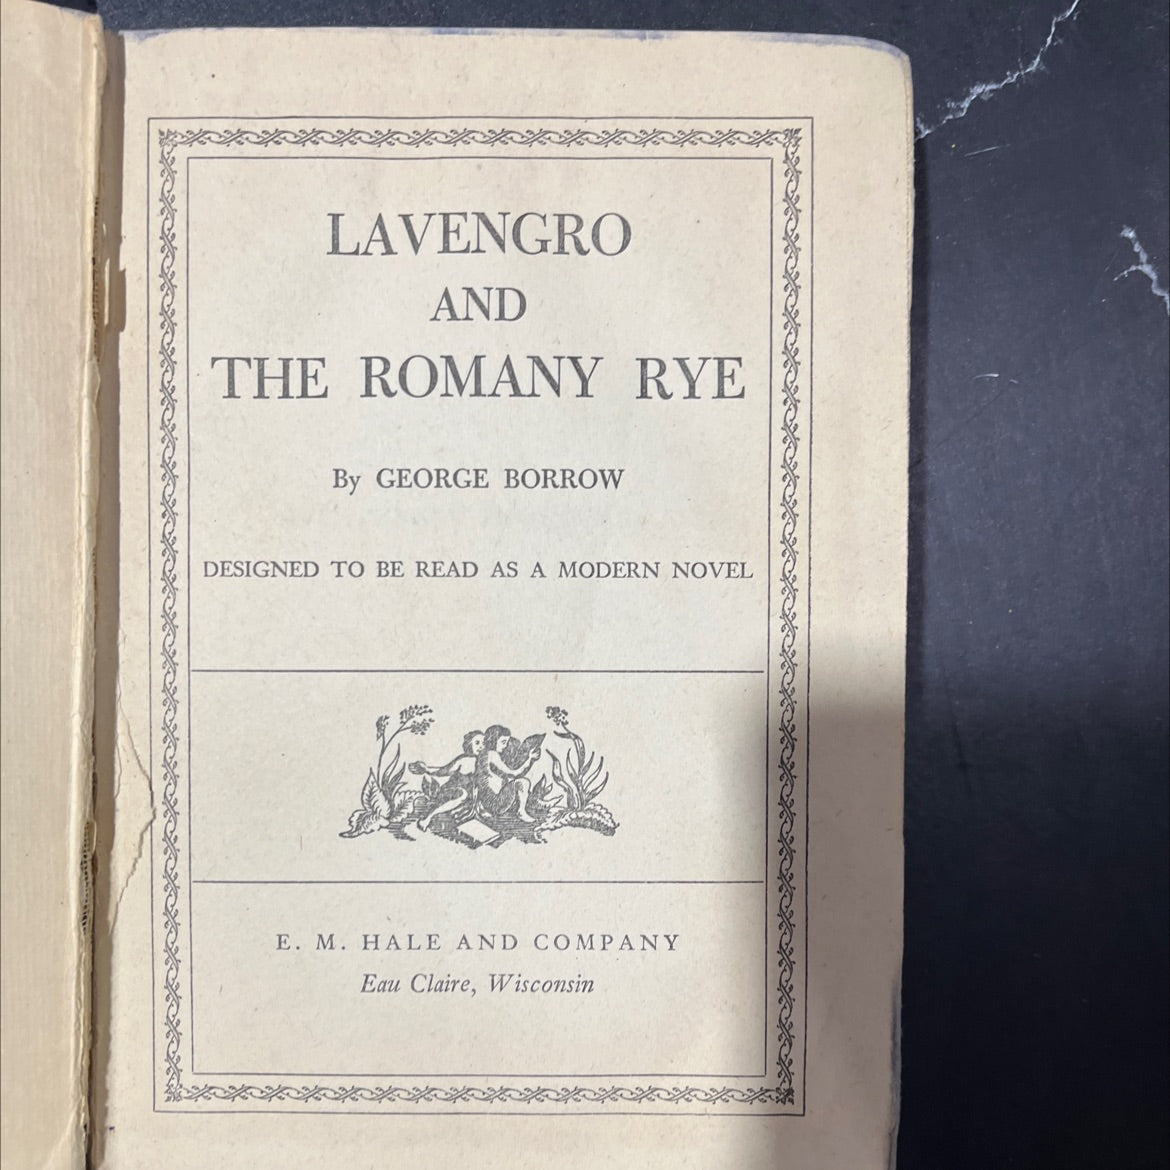 LAVENGRO
AND
THE ROMANY RYE
By GEORGE BORROW
DESIGNED TO BE READ AS A MODERN NOVEL
E. M. HALE AND COMPANY
Eau Claire, Wisconsin